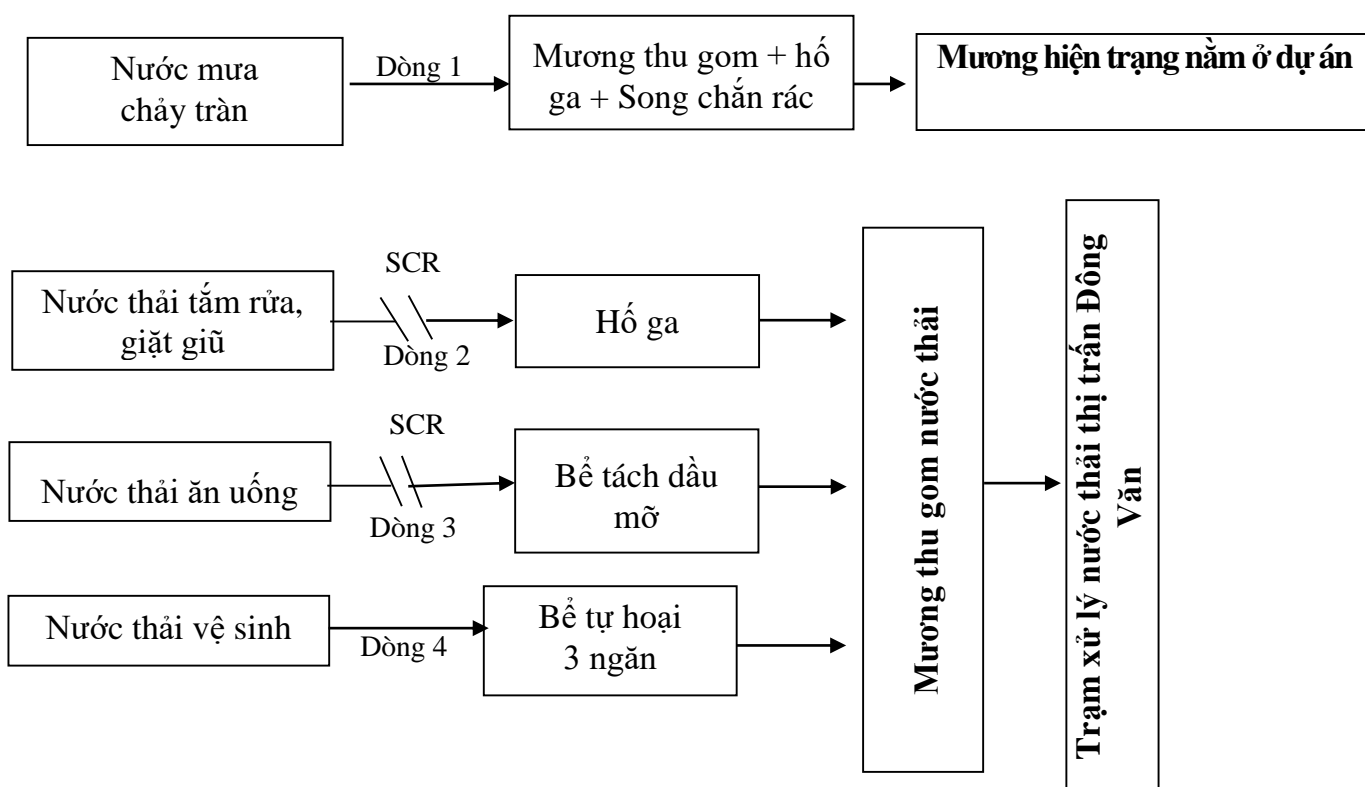 Nước mưa
chảy tràn
Dòng 1
Mương thu gom + hố
ga + Song chắn rác
Mương hiện trạng nằm ở dự án
Nước thải tắm rửa,
giặt giũ
SCR
Dòng 2
Hố ga
Nước thải ăn uống
SCR
Dòng 3
Bể tách dầu
mỡ
Nước thải vệ sinh
Dòng 4
Bể tự hoại
3 ngăn
Mương thu gom nước thải
Trạm xử lý nước thải thị trấn Đông
Văn